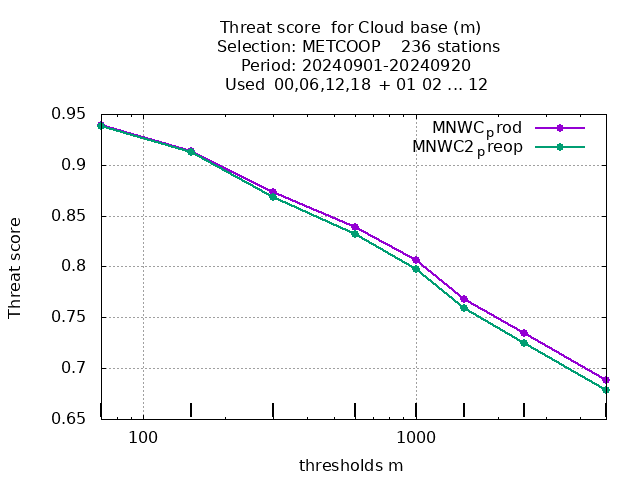 Threat score  for Cloud base (m)
Selection: METCOOP    236 stations
Period: 20240901-20240920
Used  00,06,12,18  + 01 02 ... 12
MNWCprod
MNWC2preop
0.95
0.9
0.85
0.8
0.75
0.7
0.65
Threat score
100
1000
thresholds m